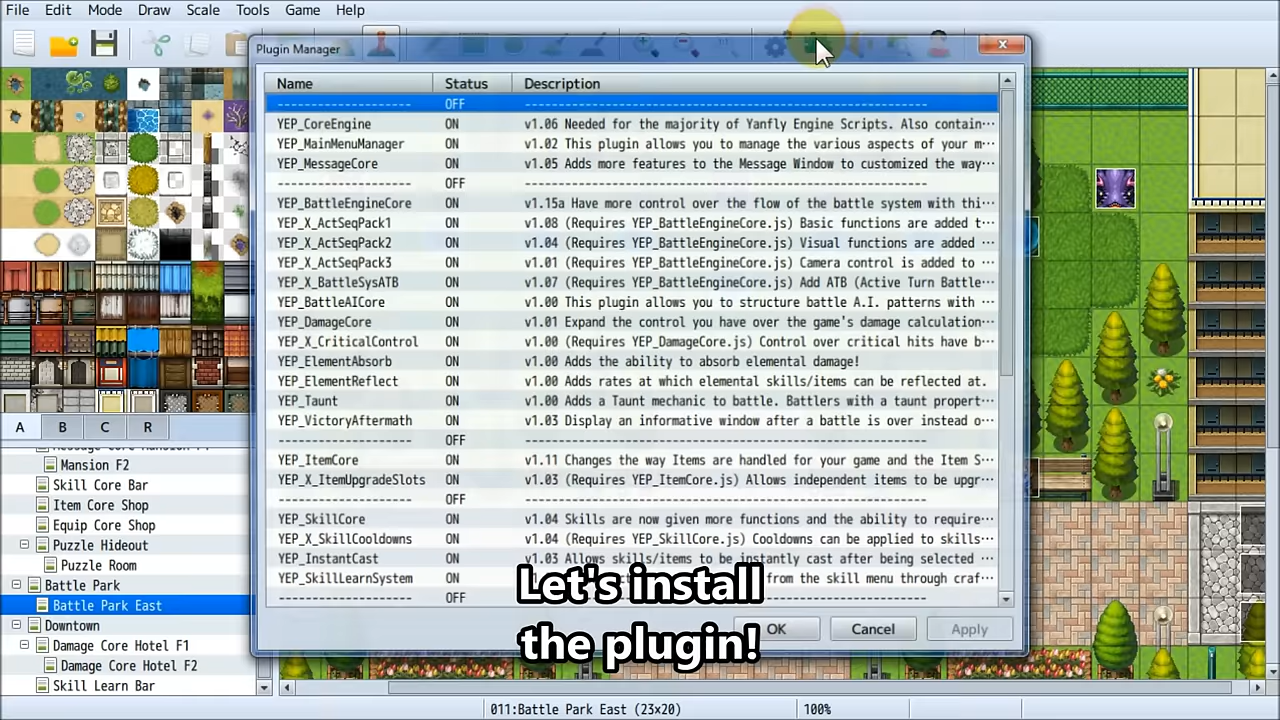 File Edit Mode Draw Scale Tools Game Help
Plugin Manager
Name Status Description
------------------- OFF ----------------------------------------------------------
YEP_CoreEngine ON v1.06 Needed for the majority of Yanfly Engine Scripts. Also contain···
YEP_MainMenuManager ON v1.02 This plugin allows you to manage the various aspects of your m···
YEP_MessageCore ON v1.05 Adds more features to the Message Window to customized the way···
------------------- OFF ----------------------------------------------------------
YEP_BattleEngineCore ON v1.15a Have more control over the flow of the battle system with thi···
YEP_X_ActSeqPack1 ON v1.08 (Requires YEP_BattleEngineCore.js) Basic functions are added t···
YEP_X_ActSeqPack2 ON v1.04 (Requires YEP_BattleEngineCore.js) Visual functions are added ···
YEP_X_ActSeqPack3 ON v1.01 (Requires YEP_BattleEngineCore.js) Camera control is added to ···
YEP_X_BattleSysATB ON v1.07 (Requires YEP_BattleEngineCore.js) Add ATB (Active Turn Battle···
YEP_BattleAICore ON v1.00 This plugin allows you to structure battle A.I. patterns with ···
YEP_DamageCore ON v1.01 Expand the control you have over the game's damage calculation···
YEP_X_CriticalControl ON v1.00 (Requires YEP_DamageCore.js) Control over critical hits have b···
YEP_ElementAbsorb ON v1.00 Adds the ability to absorb elemental damage!
YEP_ElementReflect ON v1.00 Adds rates at which elemental skills/items can be reflected at.
YEP_Taunt ON v1.00 Adds a Taunt mechanic to battle. Battlers with a taunt propert···
YEP_VictoryAftermath ON v1.03 Display an informative window after a battle is over instead o···
------------------- OFF ----------------------------------------------------------
YEP_ItemCore ON v1.11 Changes the way Items are handled for your game and the Item S···
YEP_X_ItemUpgradeSlots ON v1.03 (Requires YEP_ItemCore.js) Allows independent items to be upgr···
------------------- OFF ----------------------------------------------------------
YEP_SkillCore ON v1.04 Skills are now given more functions and the ability to require···
YEP_X_SkillCooldowns ON v1.04 (Requires YEP_SkillCore.js) Cooldowns can be applied to skills···
YEP_InstantCast ON v1.03 Allows skills/items to be instantly cast after being selected ···
YEP_SkillLearnSystem ON from the skill menu through craf···
------------------- OFF ----------------------------------------------------------
OK Cancel Apply
Let's install
the plugin!
A B C R
Mansion F2
Skill Core Bar
Item Core Shop
Equip Core Shop
Puzzle Hideout
Puzzle Room
Battle Park
Battle Park East
Downtown
Damage Core Hotel F1
Damage Core Hotel F2
Skill Learn Bar
011:Battle Park East (23x20) 100%